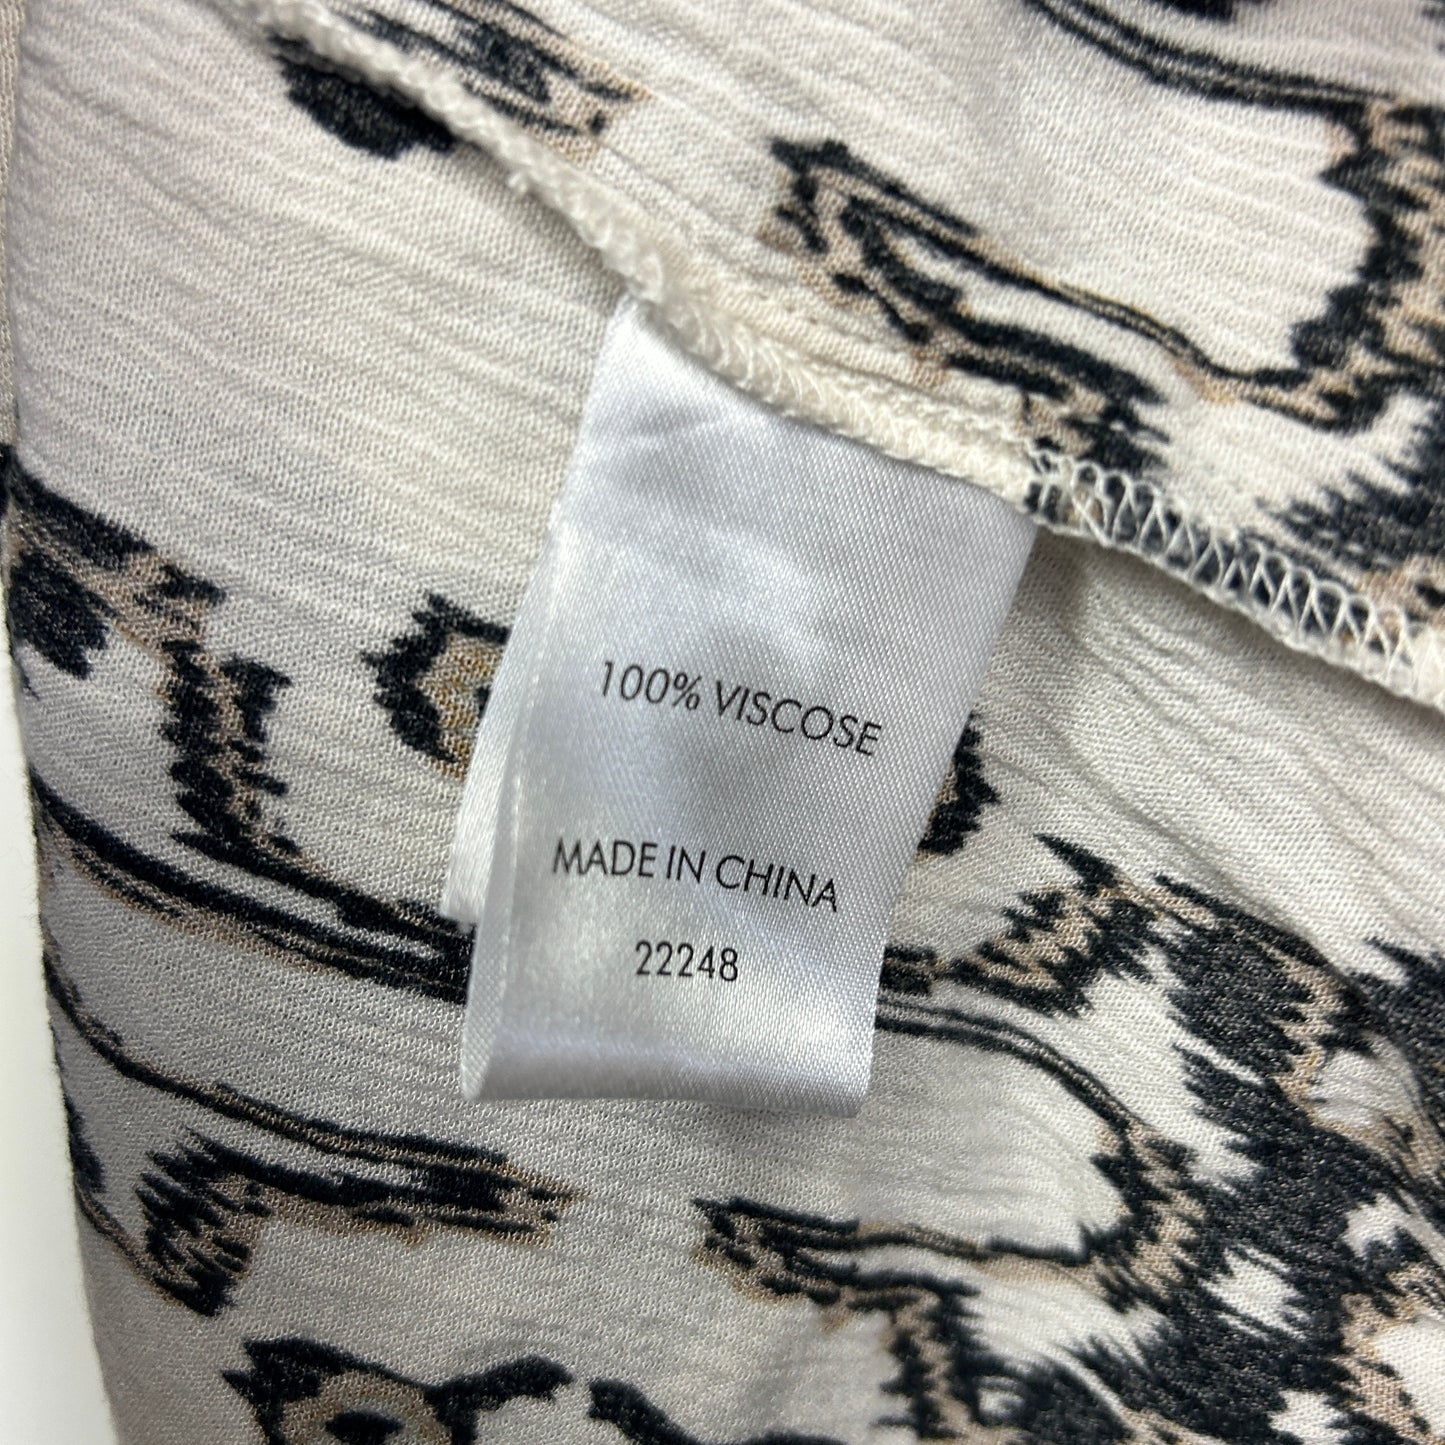 100% VISCOSE
MADE IN CHINA
22248